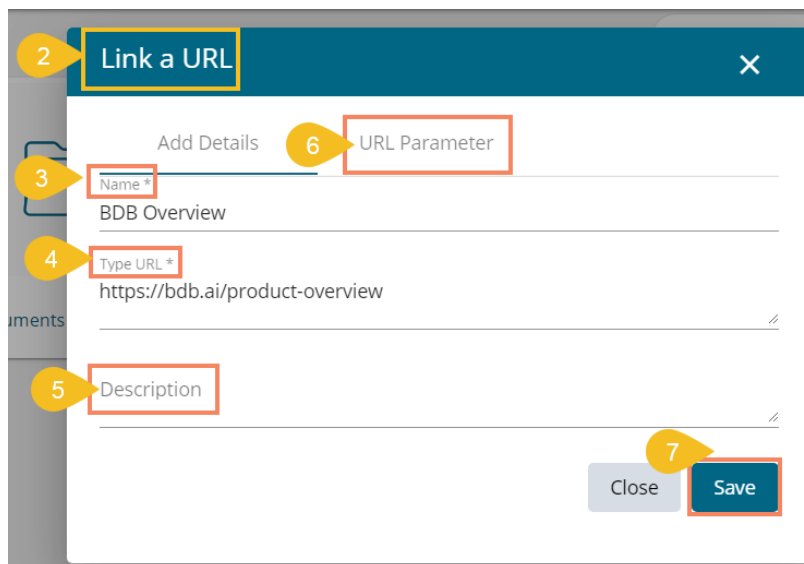 2
Link a URL
Add Details
6
URL Parameter
3
Name *
BDB Overview
4
Type URL *
https://bdb.ai/product-overview
uments
5
Description
7
Close
Save